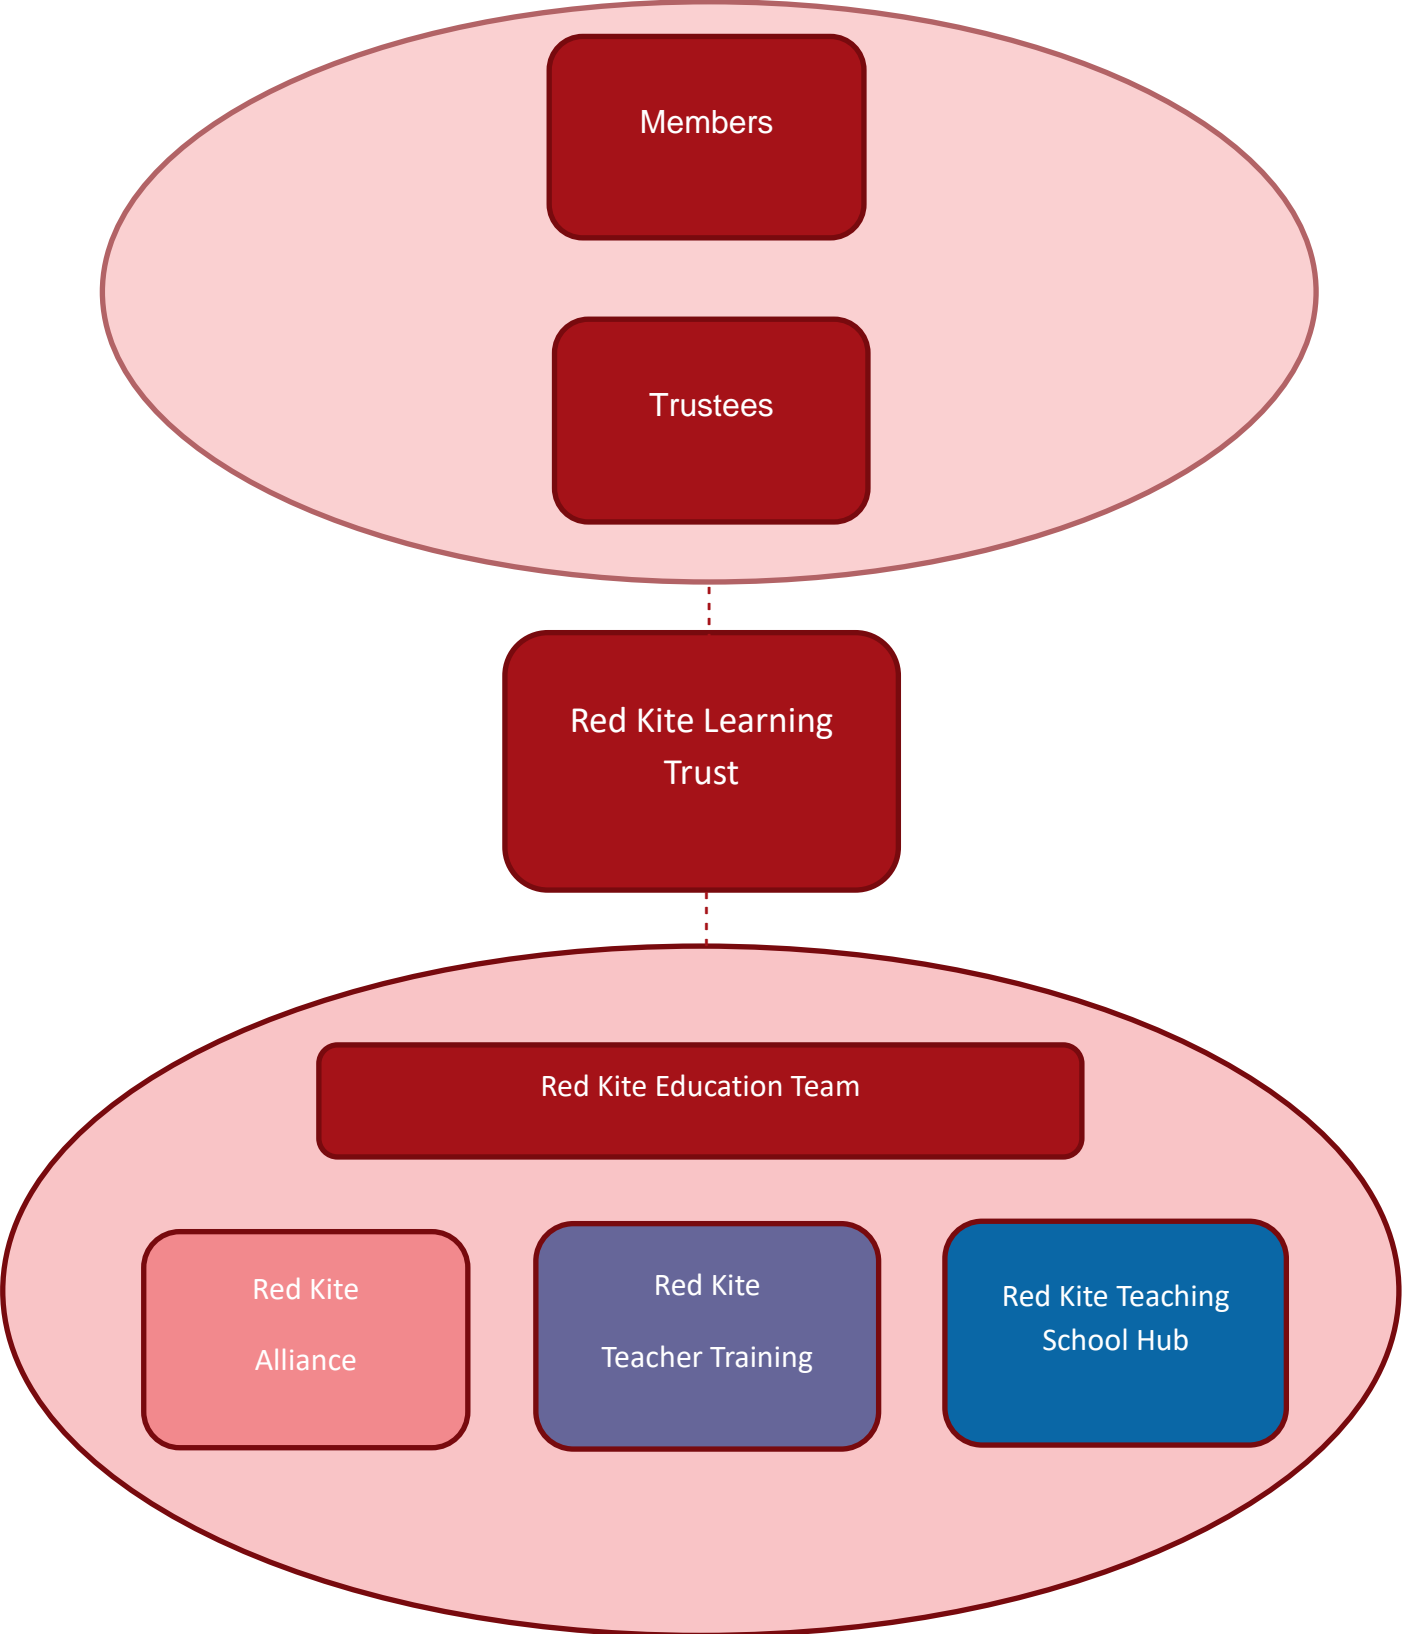 Members
Trustees
Red Kite Learning
Trust
Red Kite Education Team
Red Kite
Alliance
Red Kite
Teacher Training
Red Kite Teaching
School Hub